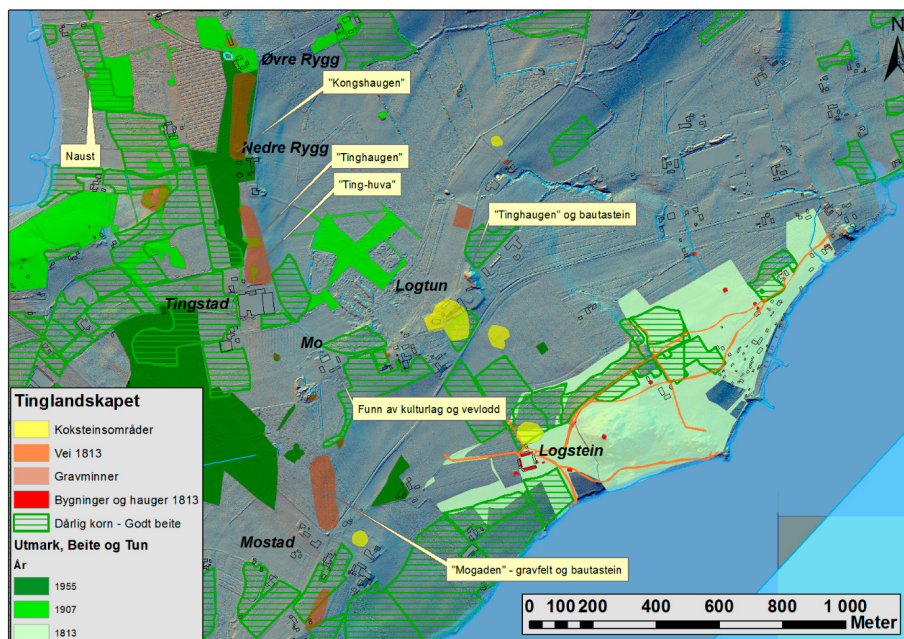 N
Øvre Rygg
"Kongshaugen"
Nedre Rygg
Naust
"Tinghaugen"
"Ting-huva"
"Tinghaugen" og bautastein
Logtun
Tingstad
Mo
Funn av kulturlag og vevlodd
Logstein
Mostad
"Mogaden" - gravfelt og bautastein
Tinglandskapet
Koksteinsområder
Vei 1813
Gravminner
Bygninger og hauger 1813
Dårlig korn - Godt beite
Utmark, Beite og Tun
År
1955
1907
1813
0 100 200 400 600 800 1 000
Meter